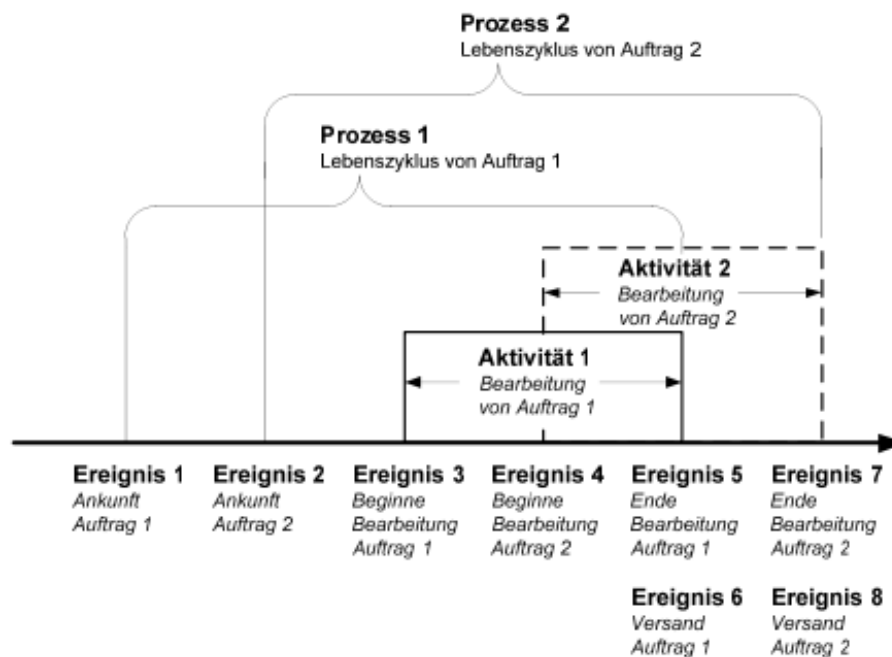 Prozess 2
Lebenszyklus von Auftrag 2
Prozess 1
Lebenszyklus von Auftrag 1
Aktivität 2
Bearbeitung
von Auftrag 2
Aktivität 1
Bearbeitung
von Auftrag 1
Ereignis 1
Ankunft
Auftrag 1
Ereignis 2
Ankunft
Auftrag 2
Ereignis 3
Beginne
Bearbeitung
Auftrag 1
Ereignis 4
Beginne
Bearbeitung
Auftrag 2
Ereignis 5
Ende
Bearbeitung
Auftrag 1
Ereignis 7
Ende
Bearbeitung
Auftrag 2
Ereignis 6
Versand
Auftrag 1
Ereignis 8
Versand
Auftrag 2